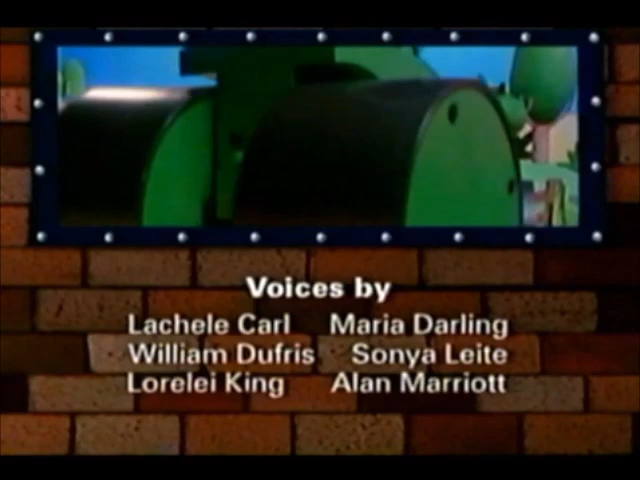 Voices by
Lachele Carl Maria Darling
William Dufris Sonya Leite
Lorelei King Alan Marriott